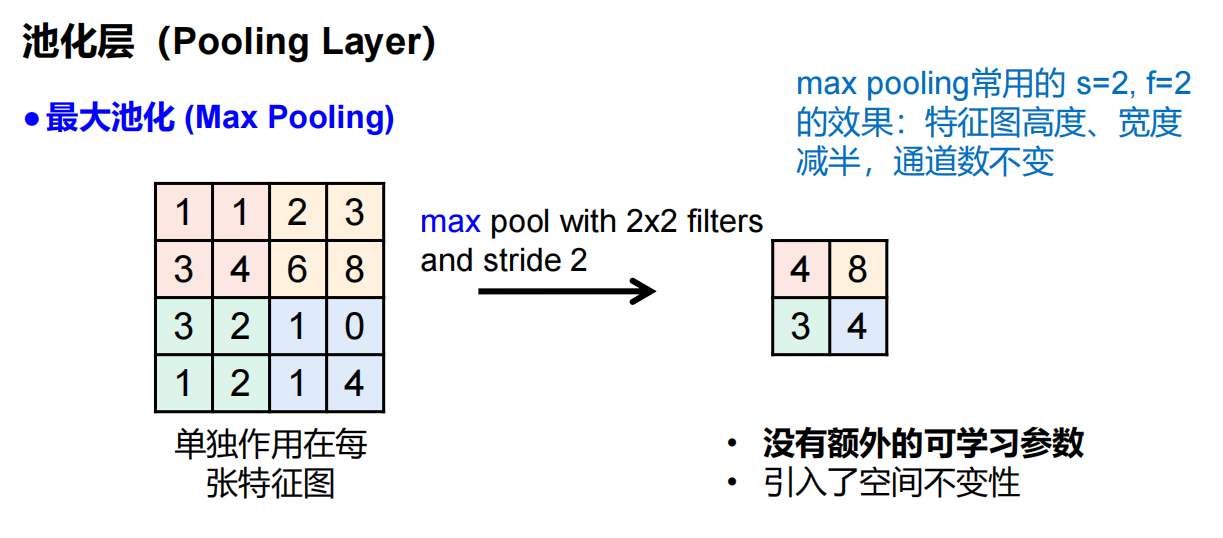 池化层（Pooling Layer）
●最大池化 (Max Pooling)
max pooling常用的 s=2, f=2
的效果：特征图高度、宽度
减半，通道数不变
1 1 2 3
3 4 6 8
3 2 1 0
1 2 1 4
max pool with 2x2 filters
and stride 2
4 8
3 4
单独作用在每
张特征图
• 没有额外的可学习参数
• 引入了空间不变性